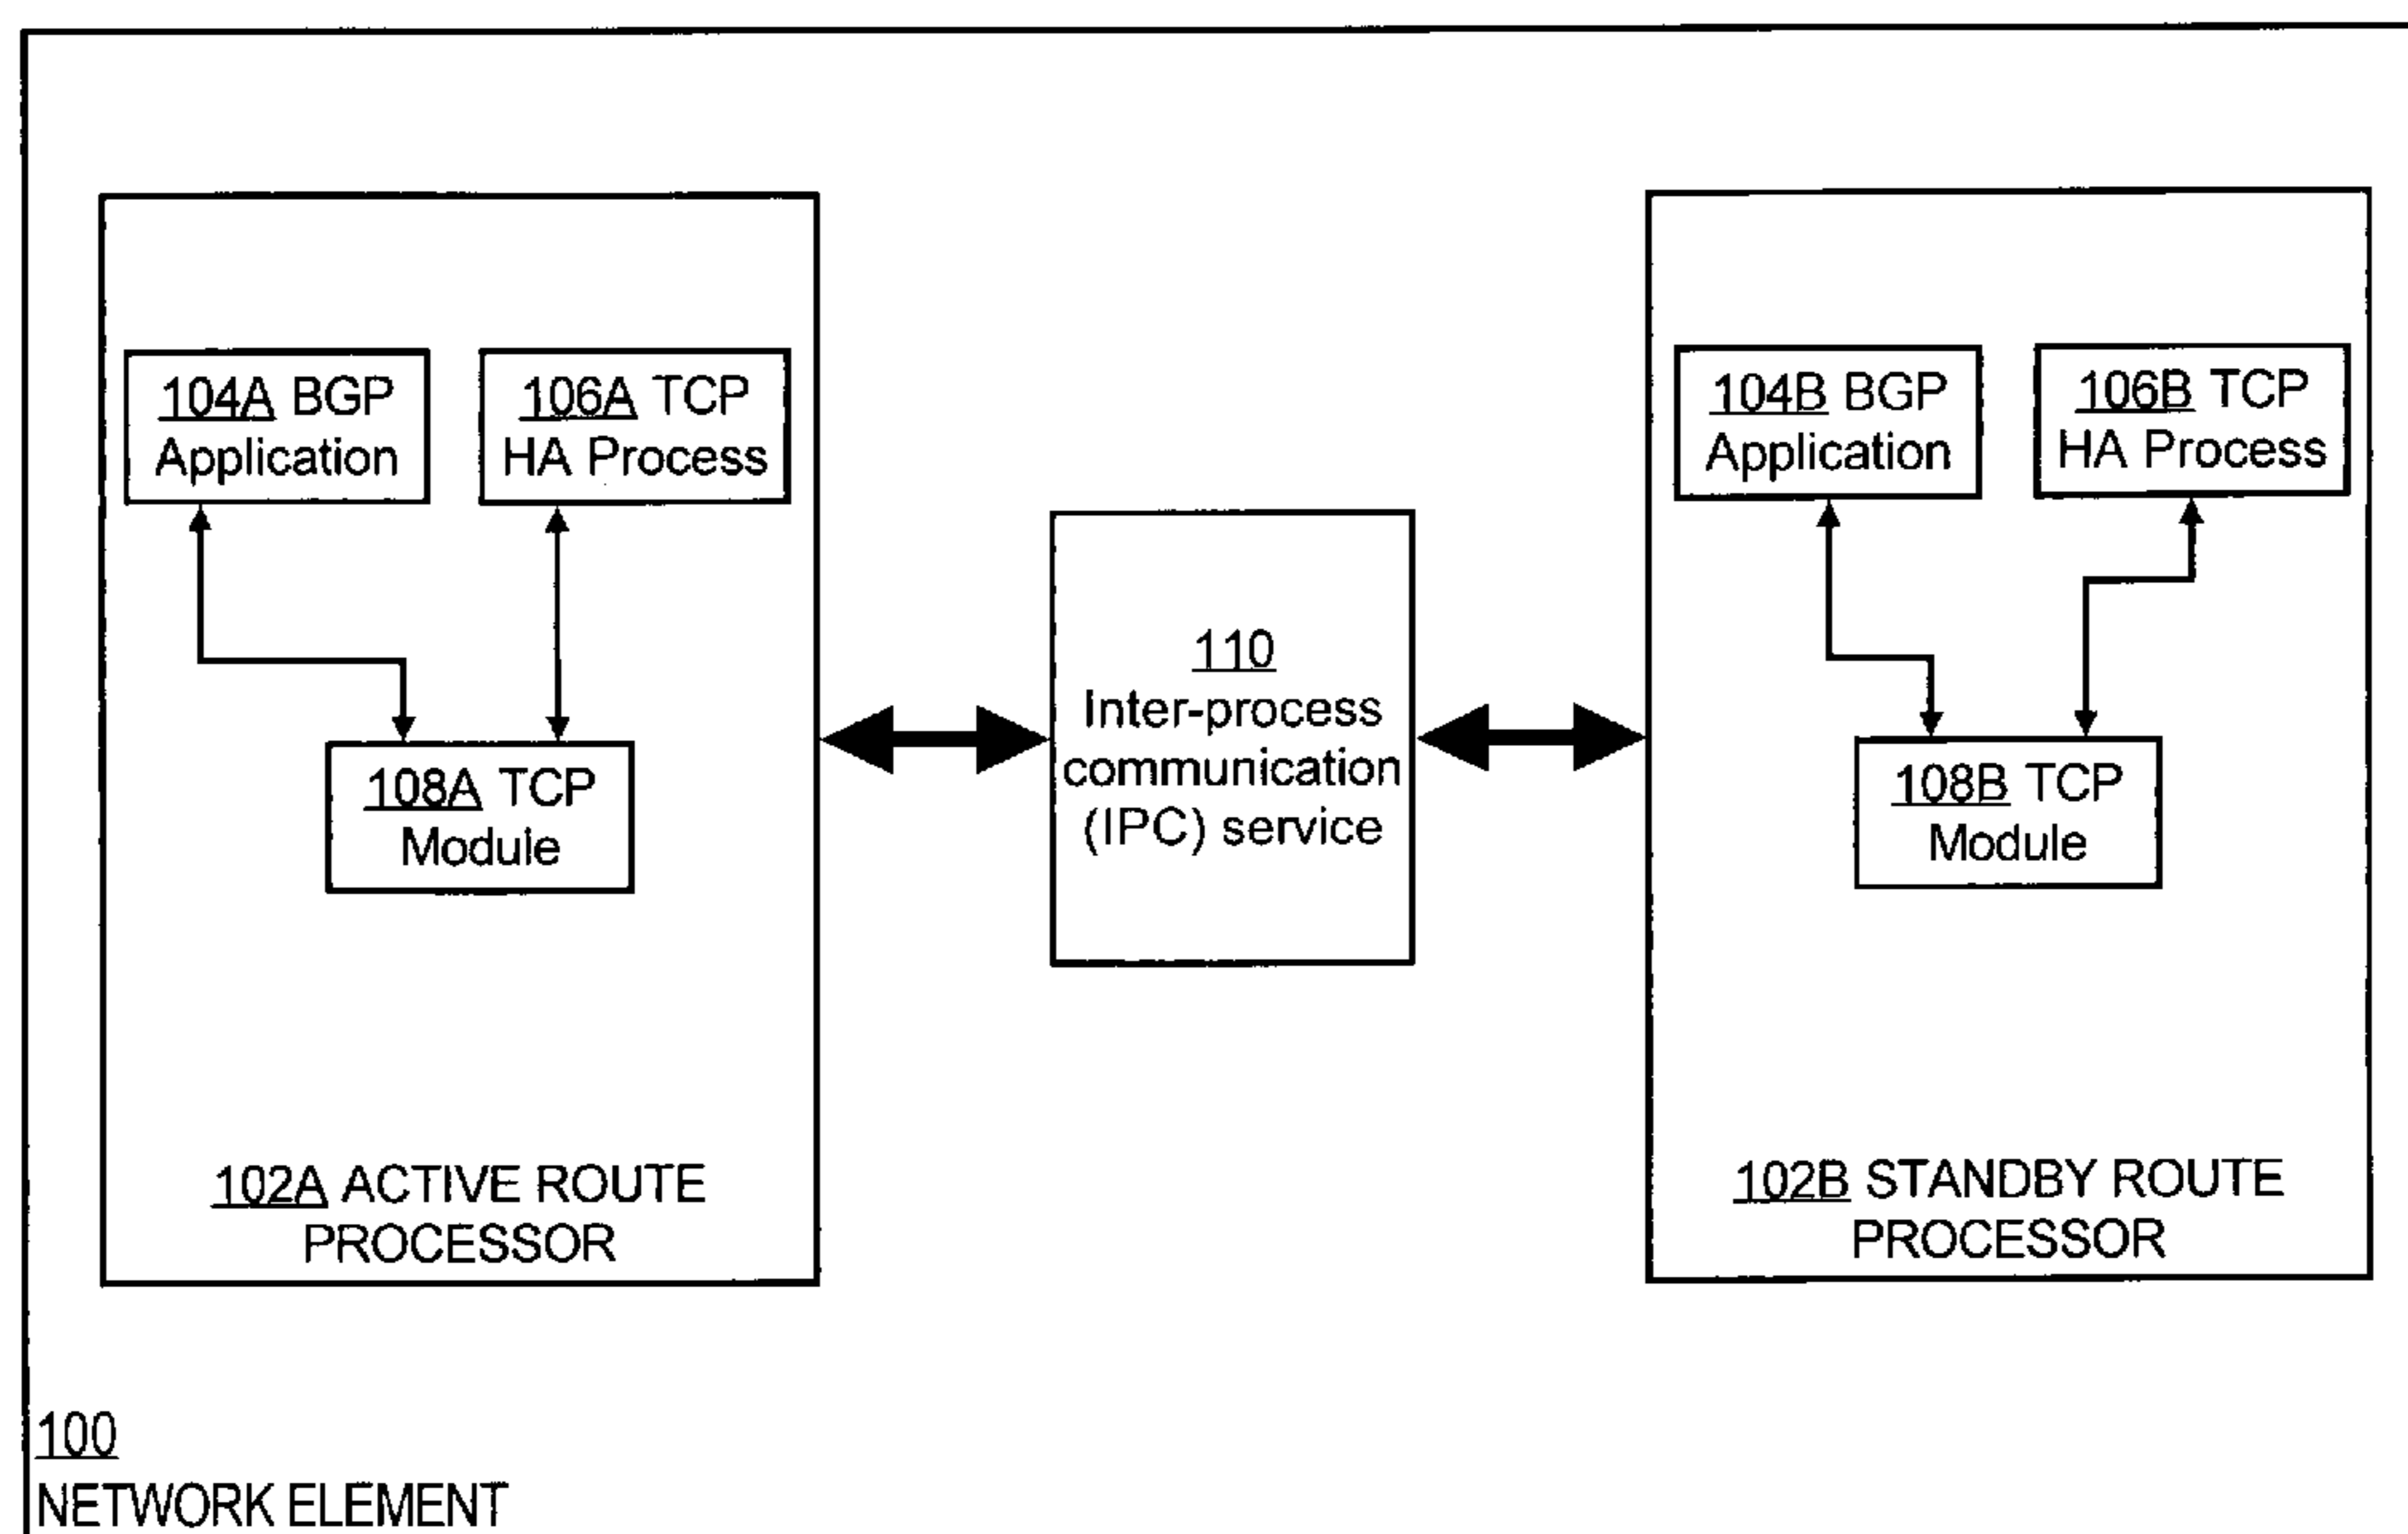 104A BGP
Application
106A TCP
HA Process
108A TCP
Module
102A ACTIVE ROUTE
PROCESSOR
110
Inter-process
communication
(IPC) service
104B BGP
Application
106B TCP
HA Process
108B TCP
Module
102B STANDBY ROUTE
PROCESSOR
100
NETWORK ELEMENT